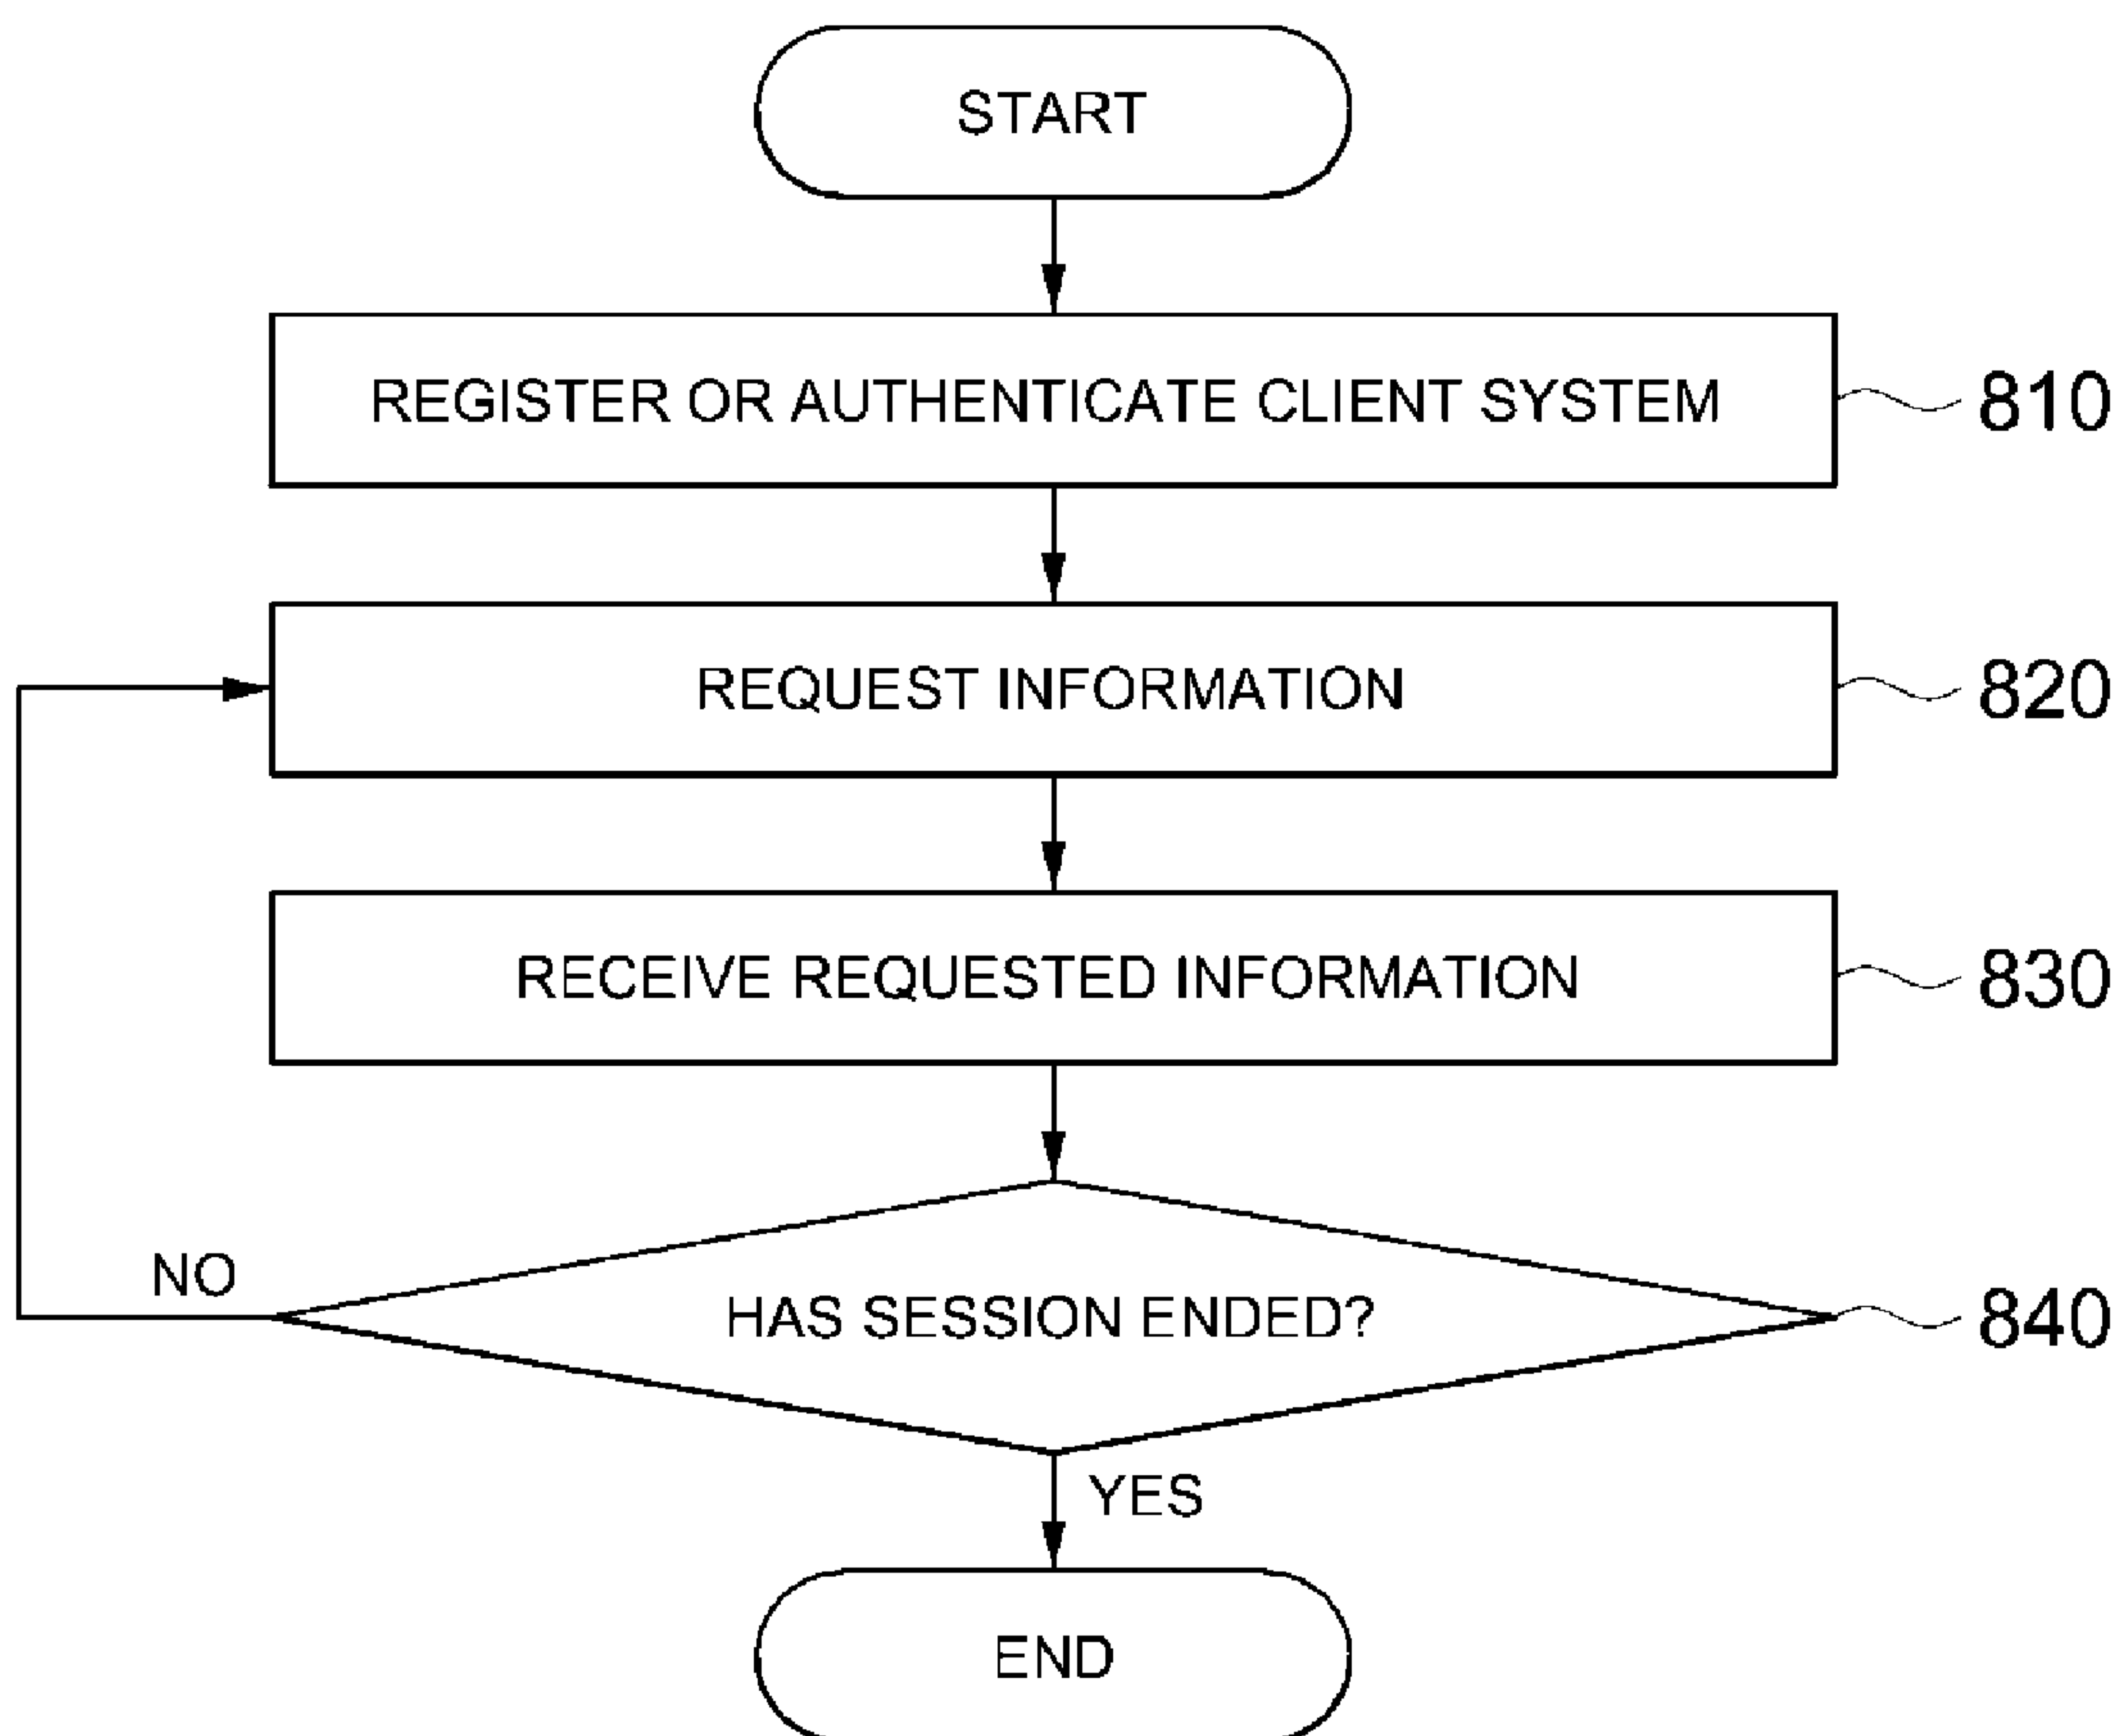 START
REGISTER OR AUTHENTICATE CLIENT SYSTEM
810
REQUEST INFORMATION
820
RECEIVE REQUESTED INFORMATION
830
NO
HAS SESSION ENDED?
840
YES
END